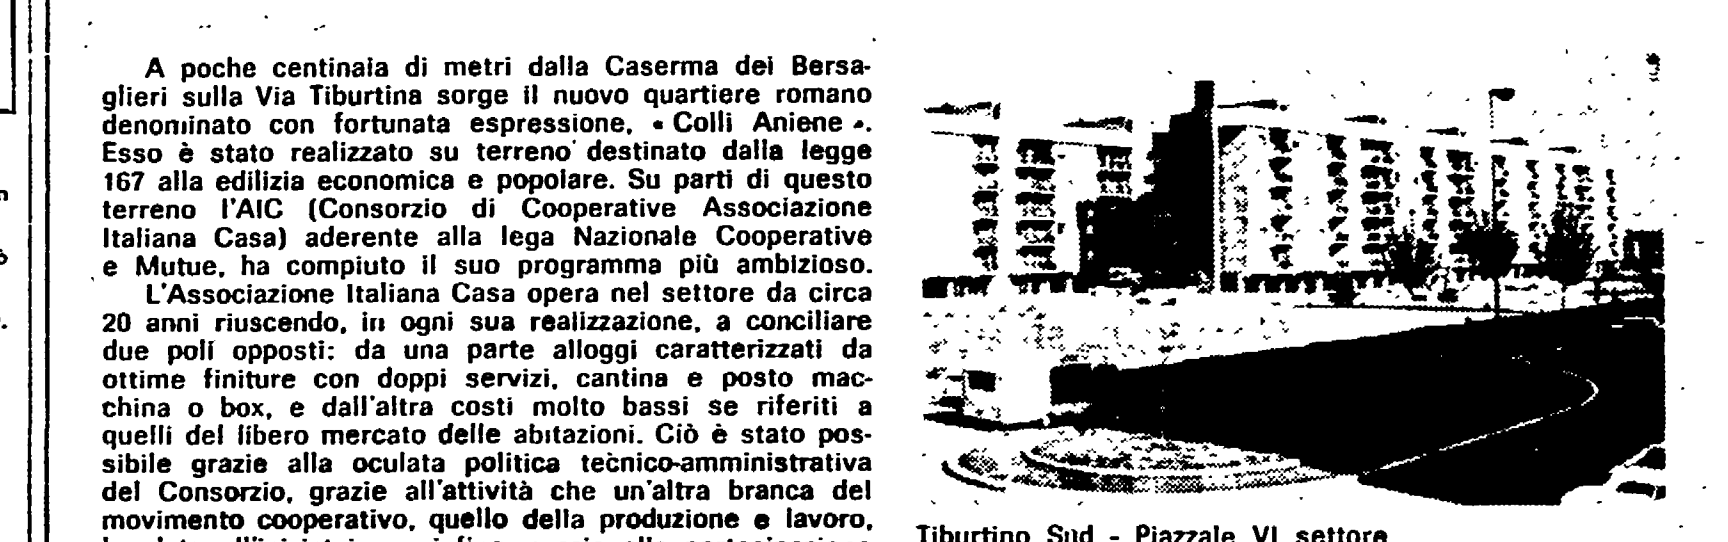 A poche centinaia di metri dalla Caserma dei Bersa-
glieri sulla Via Tiburtina sorge il nuovo quartiere romano
denominato con fortunata espressione, « Colli Aniene ».
Esso è stato realizzato su terreno destinato dalla legge
167 alla edilizia economica e popolare. Su parti di questo
terreno l'AIC (Consorzio di Cooperative Associazione
Italiana Casa) aderente alla lega Nazionale Cooperative
e Mutue, ha compiuto il suo programma più ambizioso.
L'Associazione Italiana Casa opera nel settore da circa
20 anni riuscendo, in ogni sua realizzazione, a conciliare
due poli opposti: da una parte alloggi caratterizzati da
ottime finiture con doppi servizi, cantina e posto mac-
china o box, e dall'altra costi molto bassi se riferiti a
quelli del libero mercato delle abitazioni. Ciò è stato pos-
sibile grazie alla oculata politica tecnico-amministrativa
del Consorzio, grazie all'attività che un'altra branca del
movimento cooperativo, quello della produzione e lavoro,
Tiburtino Sud - Piazzale VI settore